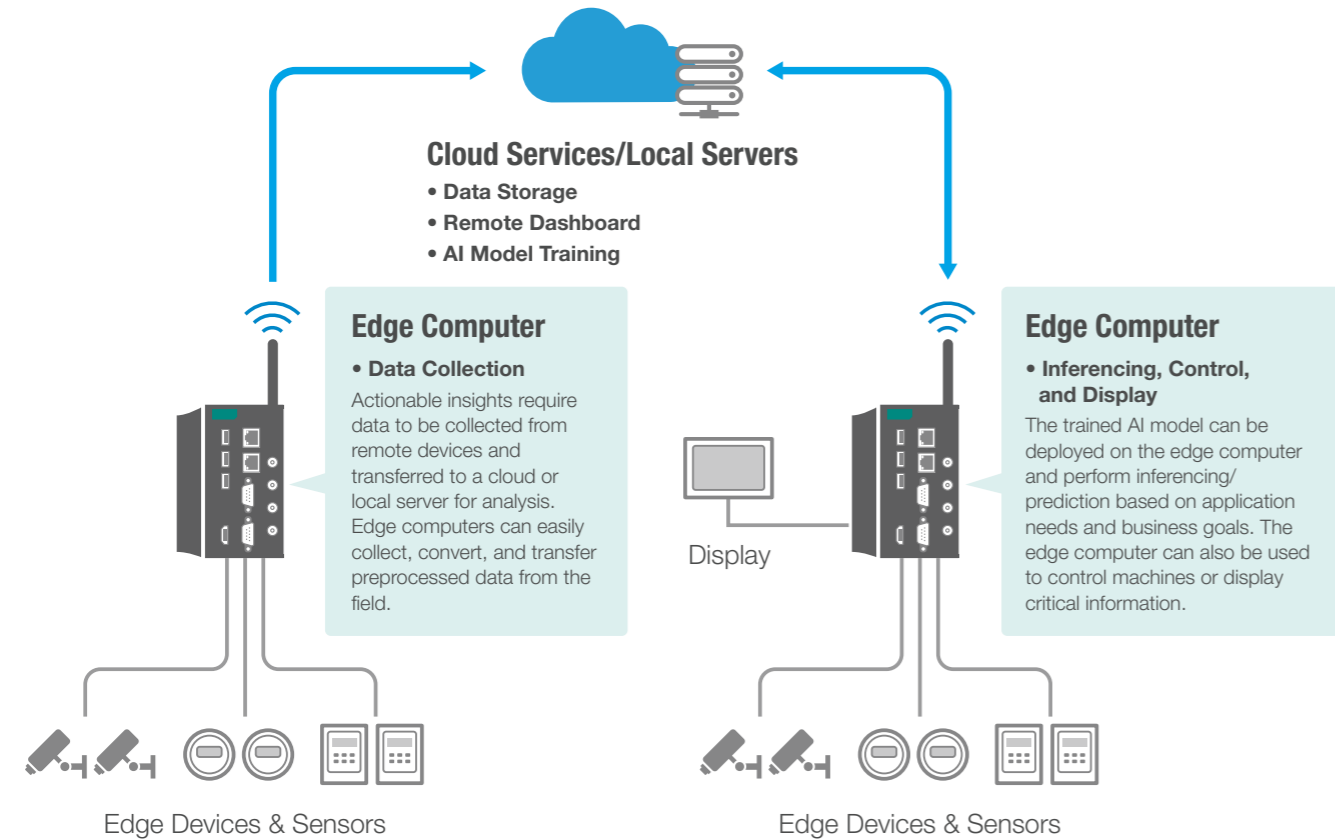 Cloud Services/Local Servers
• Data Storage
• Remote Dashboard
• AI Model Training
Edge Computer
• Data Collection
Actionable insights require
data to be collected from
remote devices and
transferred to a cloud or
local server for analysis.
Edge computers can easily
collect, convert, and transfer
preprocessed data from the
field.
Display
Edge Computer
• Inferencing, Control,
and Display
The trained AI model can be
deployed on the edge computer
and perform inferencing/
prediction based on application
needs and business goals. The
edge computer can also be used
to control machines or display
critical information.
Edge Devices & Sensors
Edge Devices & Sensors